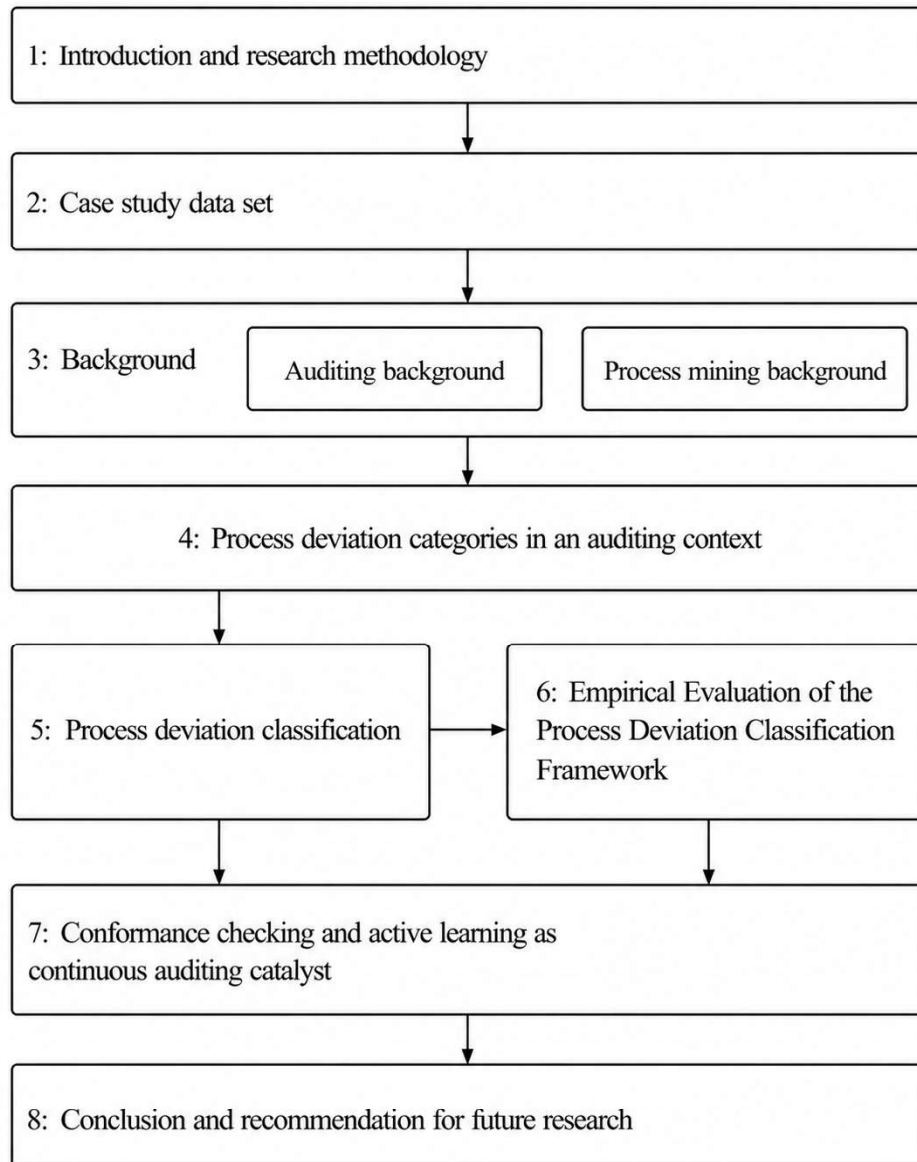 1: Introduction and research methodology
2: Case study data set
3: Background
Auditing background
Process mining background
4: Process deviation categories in an auditing context
5: Process deviation classification
6: Empirical Evaluation of the
Process Deviation Classification
Framework
7: Conformance checking and active learning as
continuous auditing catalyst
8: Conclusion and recommendation for future research